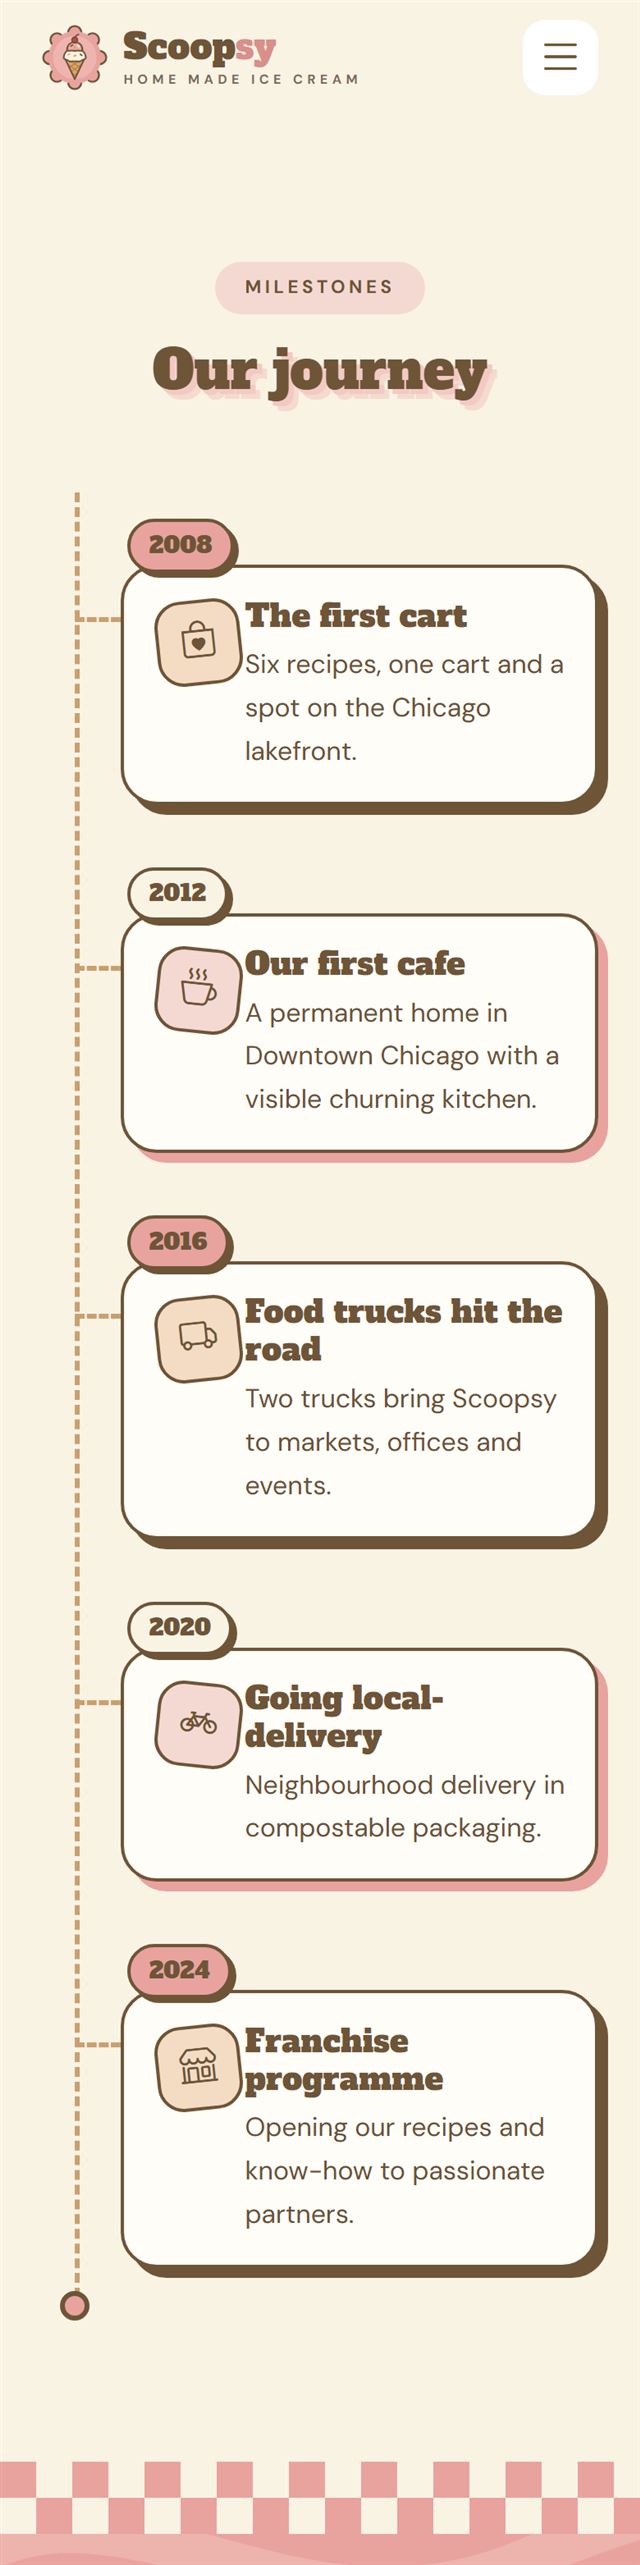 Scoopsy
HOME MADE ICE CREAM
MILESTONES
Our journey
2008
The first cart
Six recipes, one cart and a
spot on the Chicago
lakefront.
2012
Our first cafe
A permanent home in
Downtown Chicago with a
visible churning kitchen.
2016
Food trucks hit the
road
Two trucks bring Scoopsy
to markets, offices and
events.
2020
Going local-
delivery
Neighbourhood delivery in
compostable packaging.
2024
Franchise
programme
Opening our recipes and
know-how to passionate
partners.